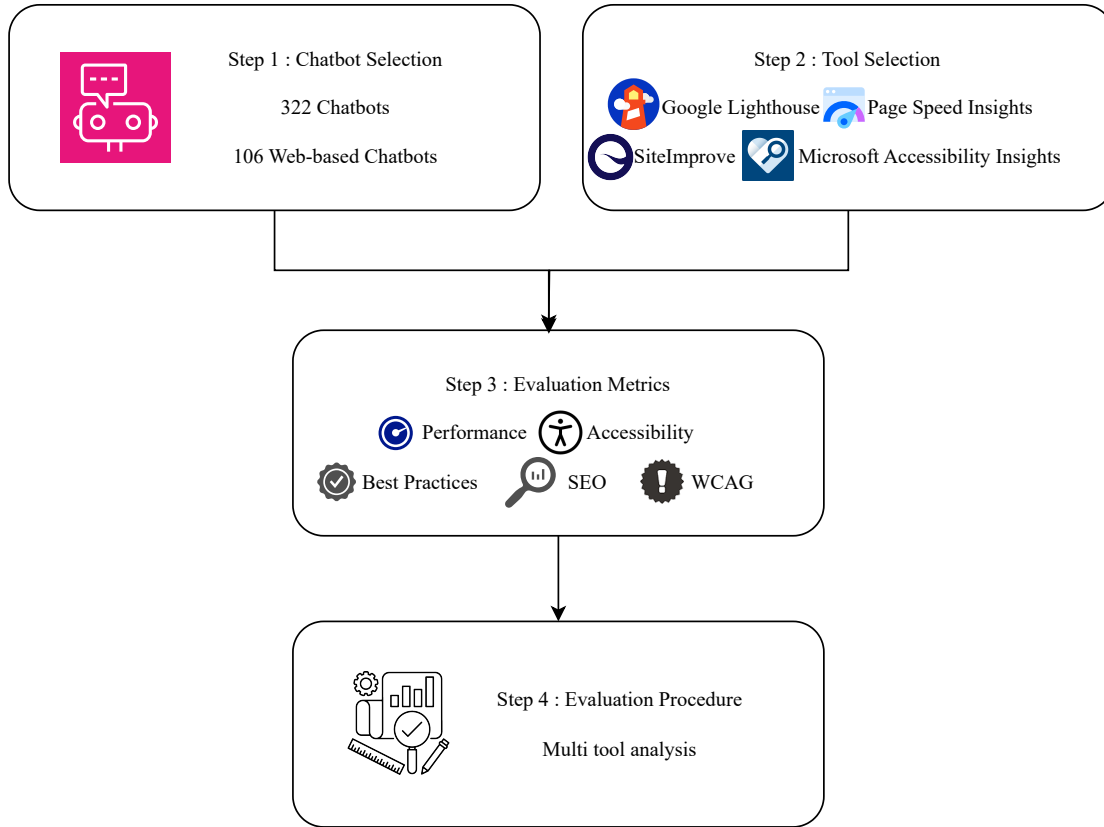 Step 1 : Chatbot Selection
322 Chatbots
106 Web-based Chatbots
Step 2 : Tool Selection
Google Lighthouse Page Speed Insights
SiteImprove Microsoft Accessibility Insights
Step 3 : Evaluation Metrics
Performance Accessibility
Best Practices SEO WCAG
Step 4 : Evaluation Procedure
Multi tool analysis